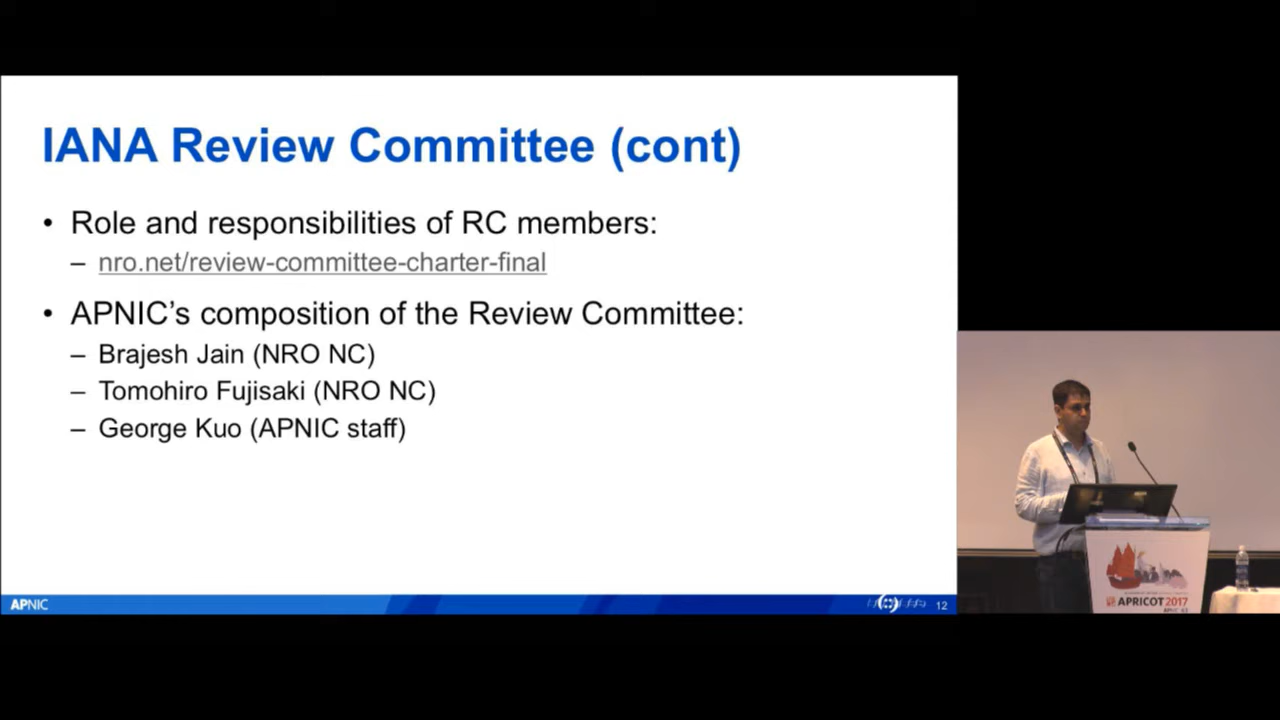 IANA Review Committee (cont)
• Role and responsibilities of RC members:
– nro.net/review-committee-charter-final
• APNIC’s composition of the Review Committee:
– Brajesh Jain (NRO NC)
– Tomohiro Fujisaki (NRO NC)
– George Kuo (APNIC staff)
APNIC
12
APRICOT 2017